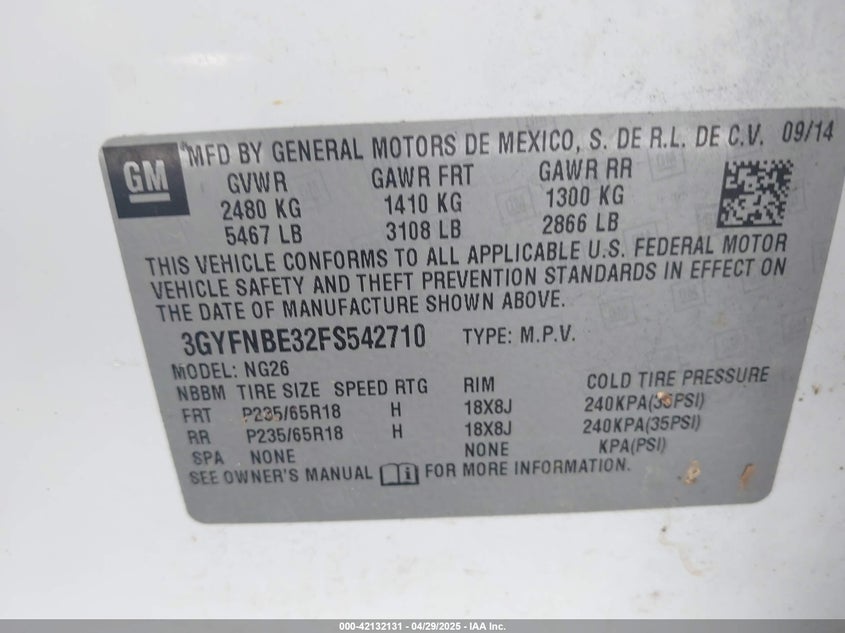 GM
MFD BY GENERAL MOTORS DE MEXICO, S. DE R.L. DE C.V. 09/14
GVWR GAWR FRT GAWR RR
2480 KG 1410 KG 1300 KG
5467 LB 3108 LB 2866 LB
THIS VEHICLE CONFORMS TO ALL APPLICABLE U.S. FEDERAL MOTOR
VEHICLE SAFETY AND THEFT PREVENTION STANDARDS IN EFFECT ON
THE DATE OF MANUFACTURE SHOWN ABOVE.
3GYFNBE32FS542710 TYPE: M.P.V.
MODEL: NG26
NBBM TIRE SIZE SPEED RTG RIM COLD TIRE PRESSURE
FRT P235/65R18 H 18X8J 240KPA(35PSI)
RR P235/65R18 H 18X8J 240KPA(35PSI)
SPA NONE NONE KPA(PSI)
SEE OWNER'S MANUAL FOR MORE INFORMATION.
000-42132131 - 04/29/2025 - IAA Inc.